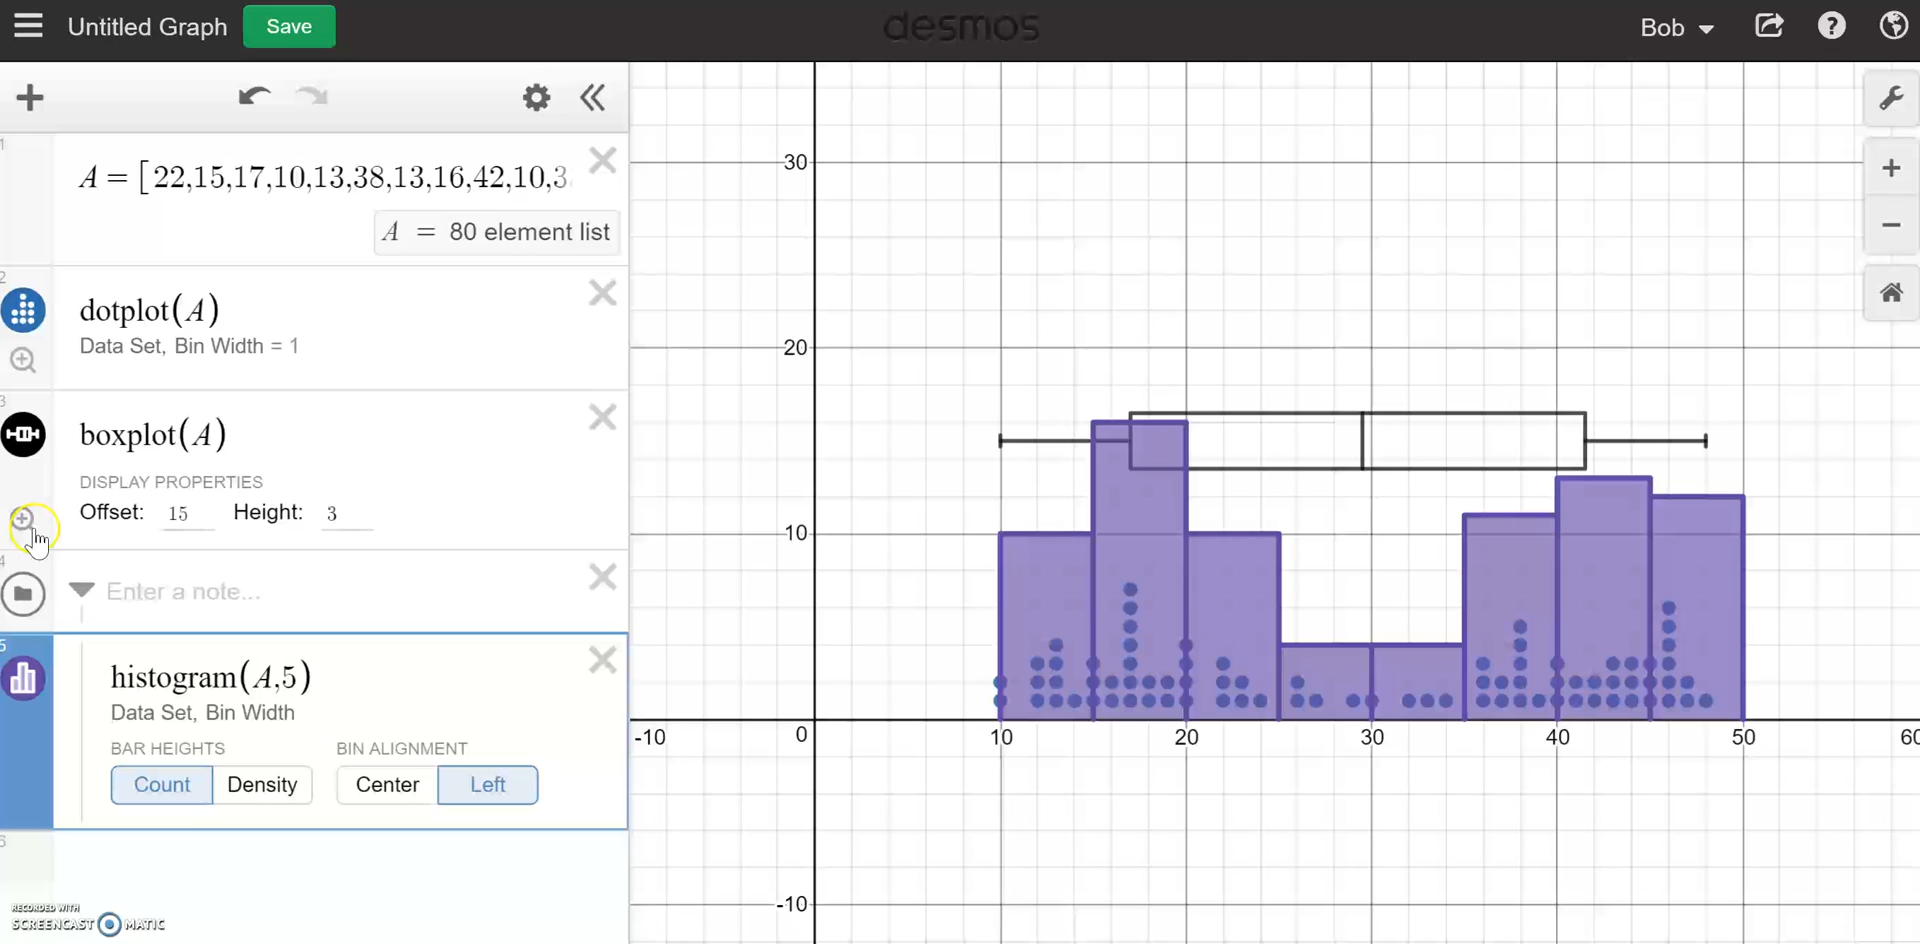 Untitled Graph
Save
desmos
Bob
1
A = [22,15,17,10,13,38,13,16,42,10,3
A = 80 element list
2
dotplot(A)
Data Set, Bin Width = 1
3
boxplot(A)
DISPLAY PROPERTIES
Offset: 15 Height: 3
4
Enter a note...
5
histogram(A,5)
Data Set, Bin Width
BAR HEIGHTS
BIN ALIGNMENT
Count
Density
Center
Left
6
RECORDED WITH
SCREENCAST MATIC
30
20
10
-10
0
10
20
30
40
50
60
-10